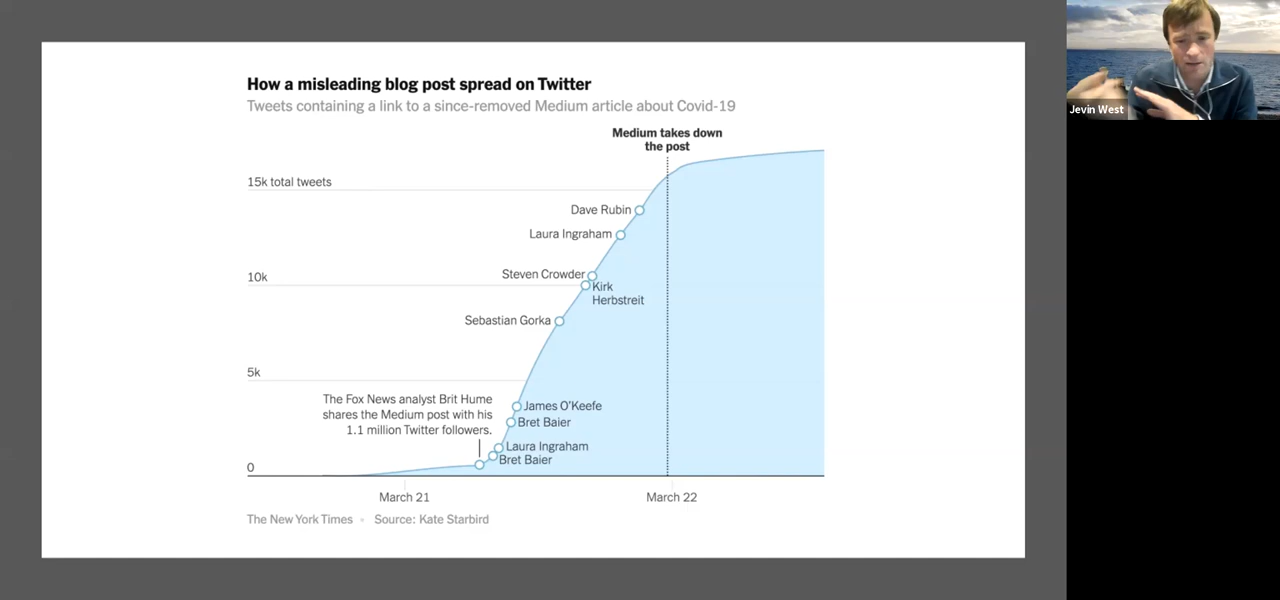 How a misleading blog post spread on Twitter
Tweets containing a link to a since-removed Medium article about Covid-19
Medium takes down
the post
15k total tweets
Dave Rubin
Laura Ingraham
10k
Steven Crowder
Kirk
Herbstreit
Sebastian Gorka
5k
The Fox News analyst Brit Hume
shares the Medium post with his
1.1 million Twitter followers.
James O’Keefe
Bret Baier
Laura Ingraham
Bret Baier
0
March 21
March 22
The New York Times • Source: Kate Starbird
Jevin West